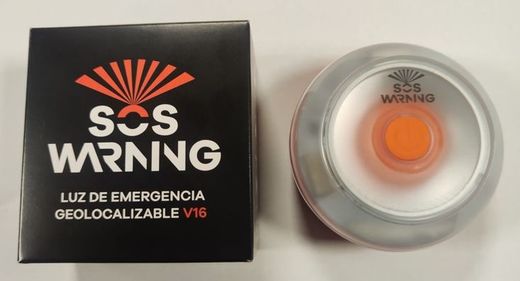 SOS
WARNING
LUZ DE EMERGENCIA
GEOLOCALIZABLE V16
SOS
WARNING